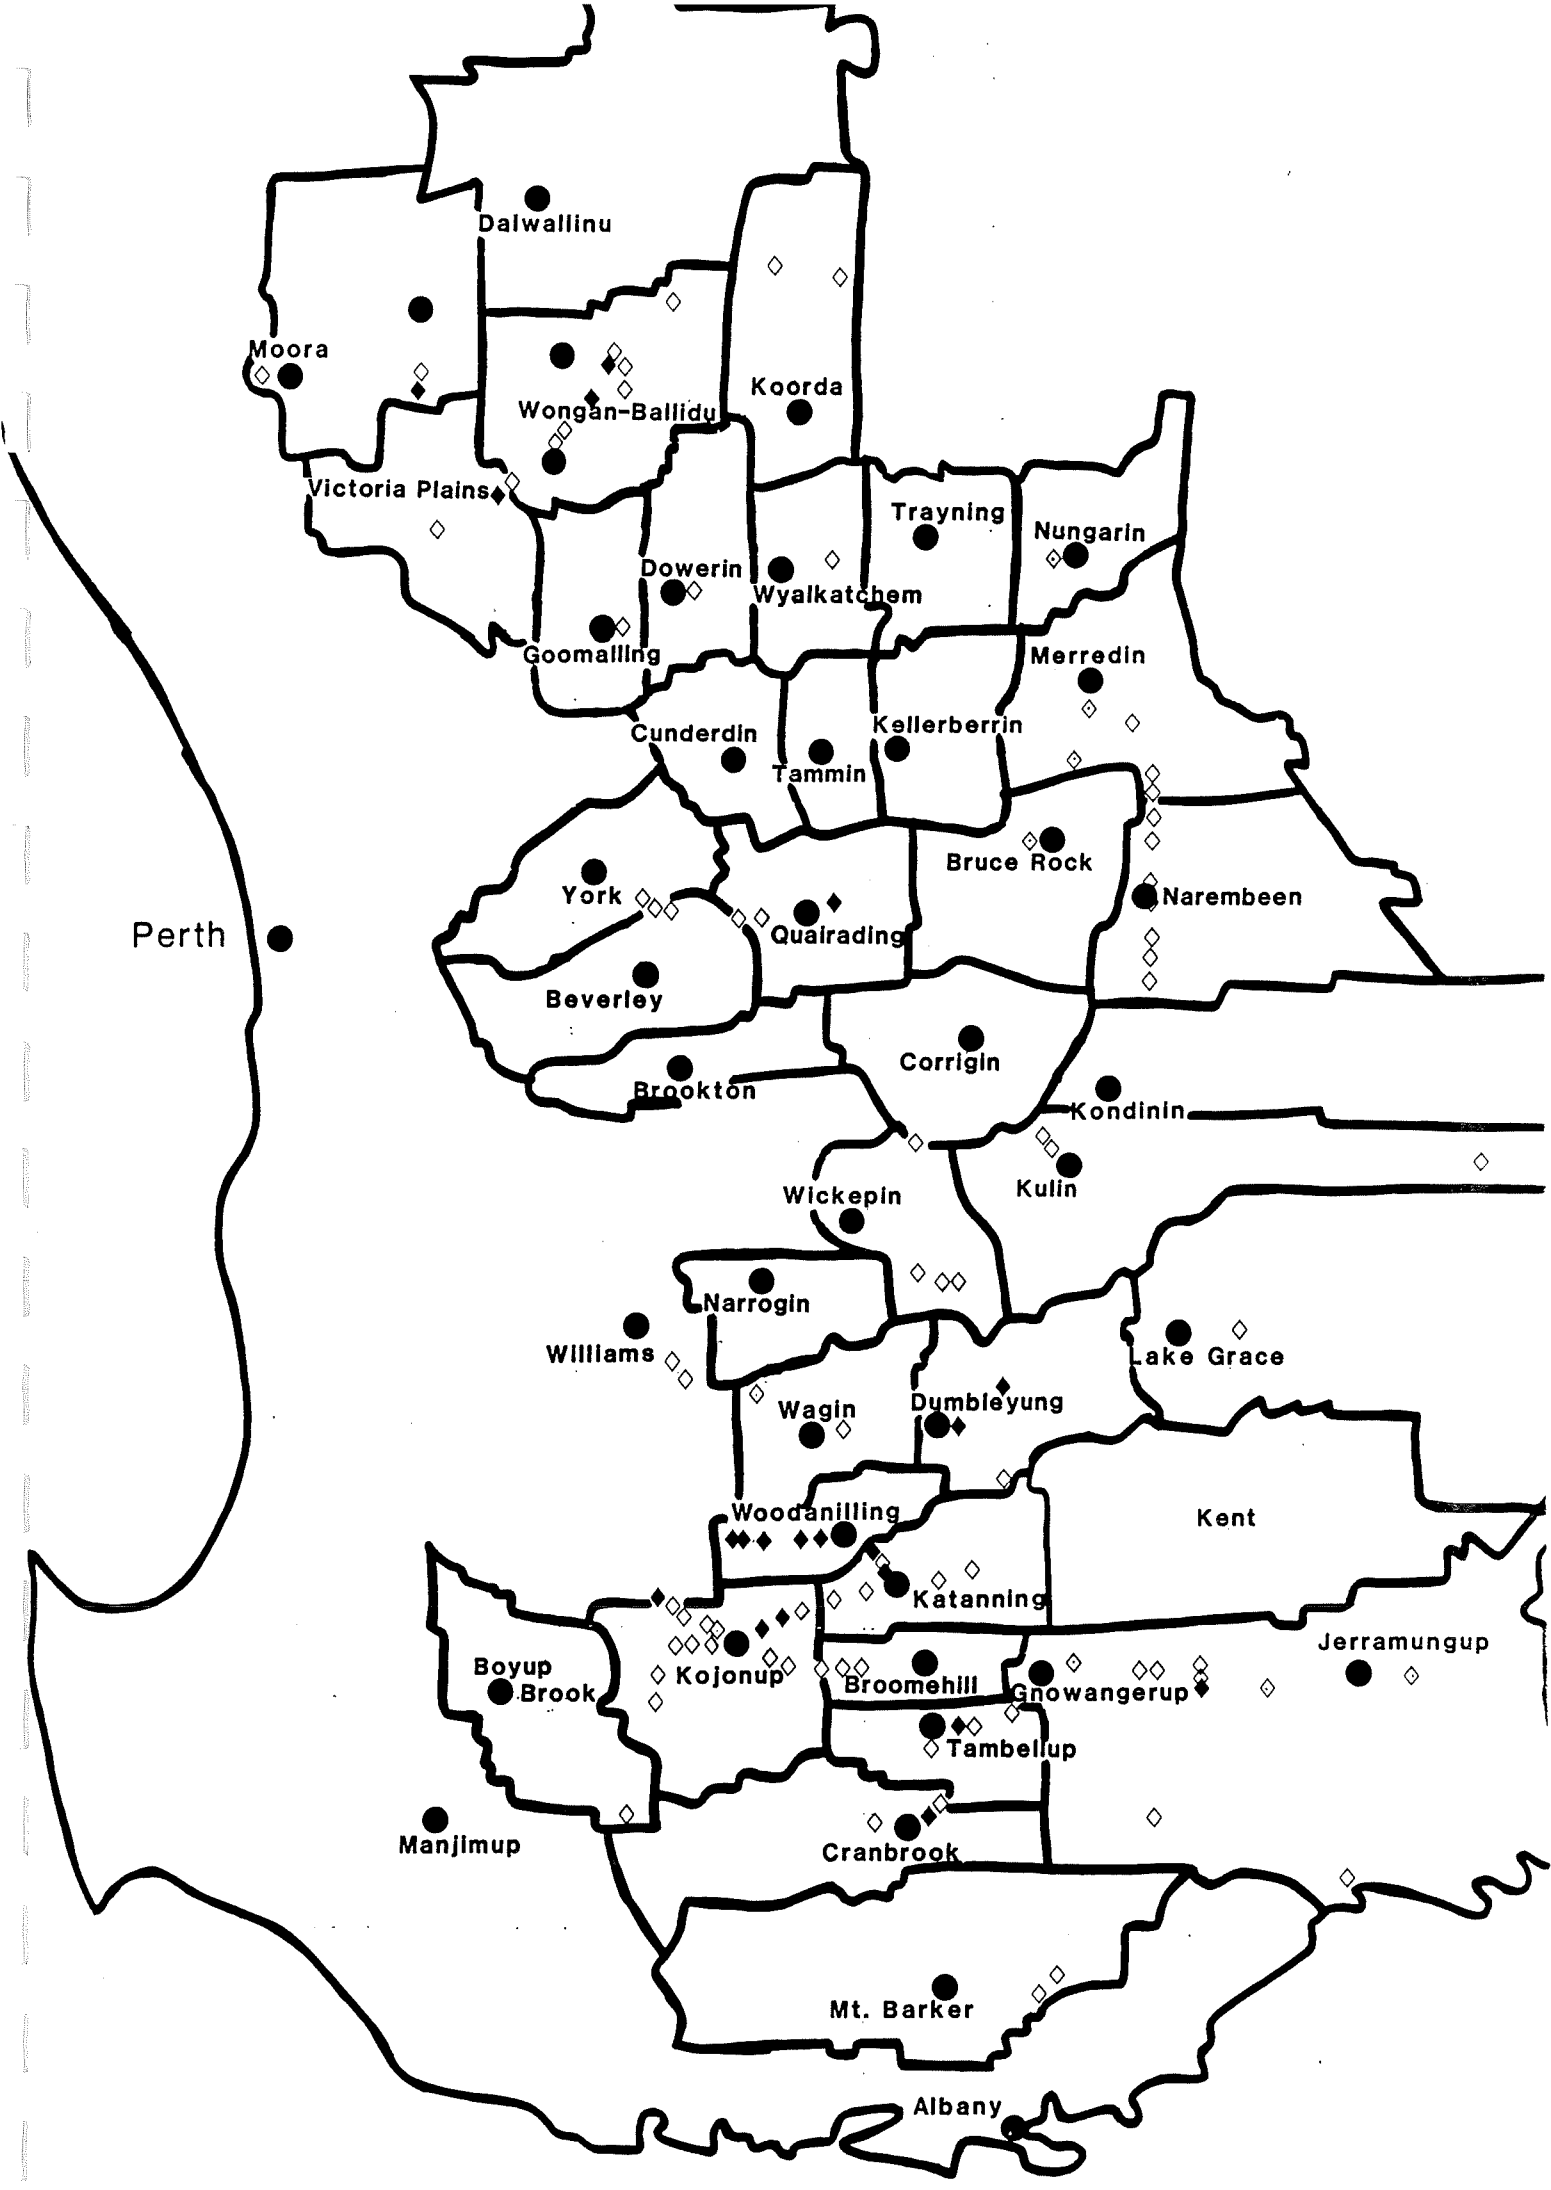 Dalwallinu
Moora
Koorda
Wongan-Ballidu
Victoria Plains
Trayning
Nungarin
Dowerin
Wyalkatchem
Goomalling
Merredin
Cunderdin
Kellerberrin
Tammin
Bruce Rock
York
Narembeen
Perth
Quairading
Beverley
Corrigin
Brookton
Kondinin
Kulin
Wickepin
Narrogin
Williams
Lake Grace
Wagin
Dumbleyung
Woodanilling
Kent
Katanning
Jerramungup
Boyup
Brook
Kojonup
Broomehill
Gnowangerup
Tambellup
Manjimup
Cranbrook
Mt. Barker
Albany